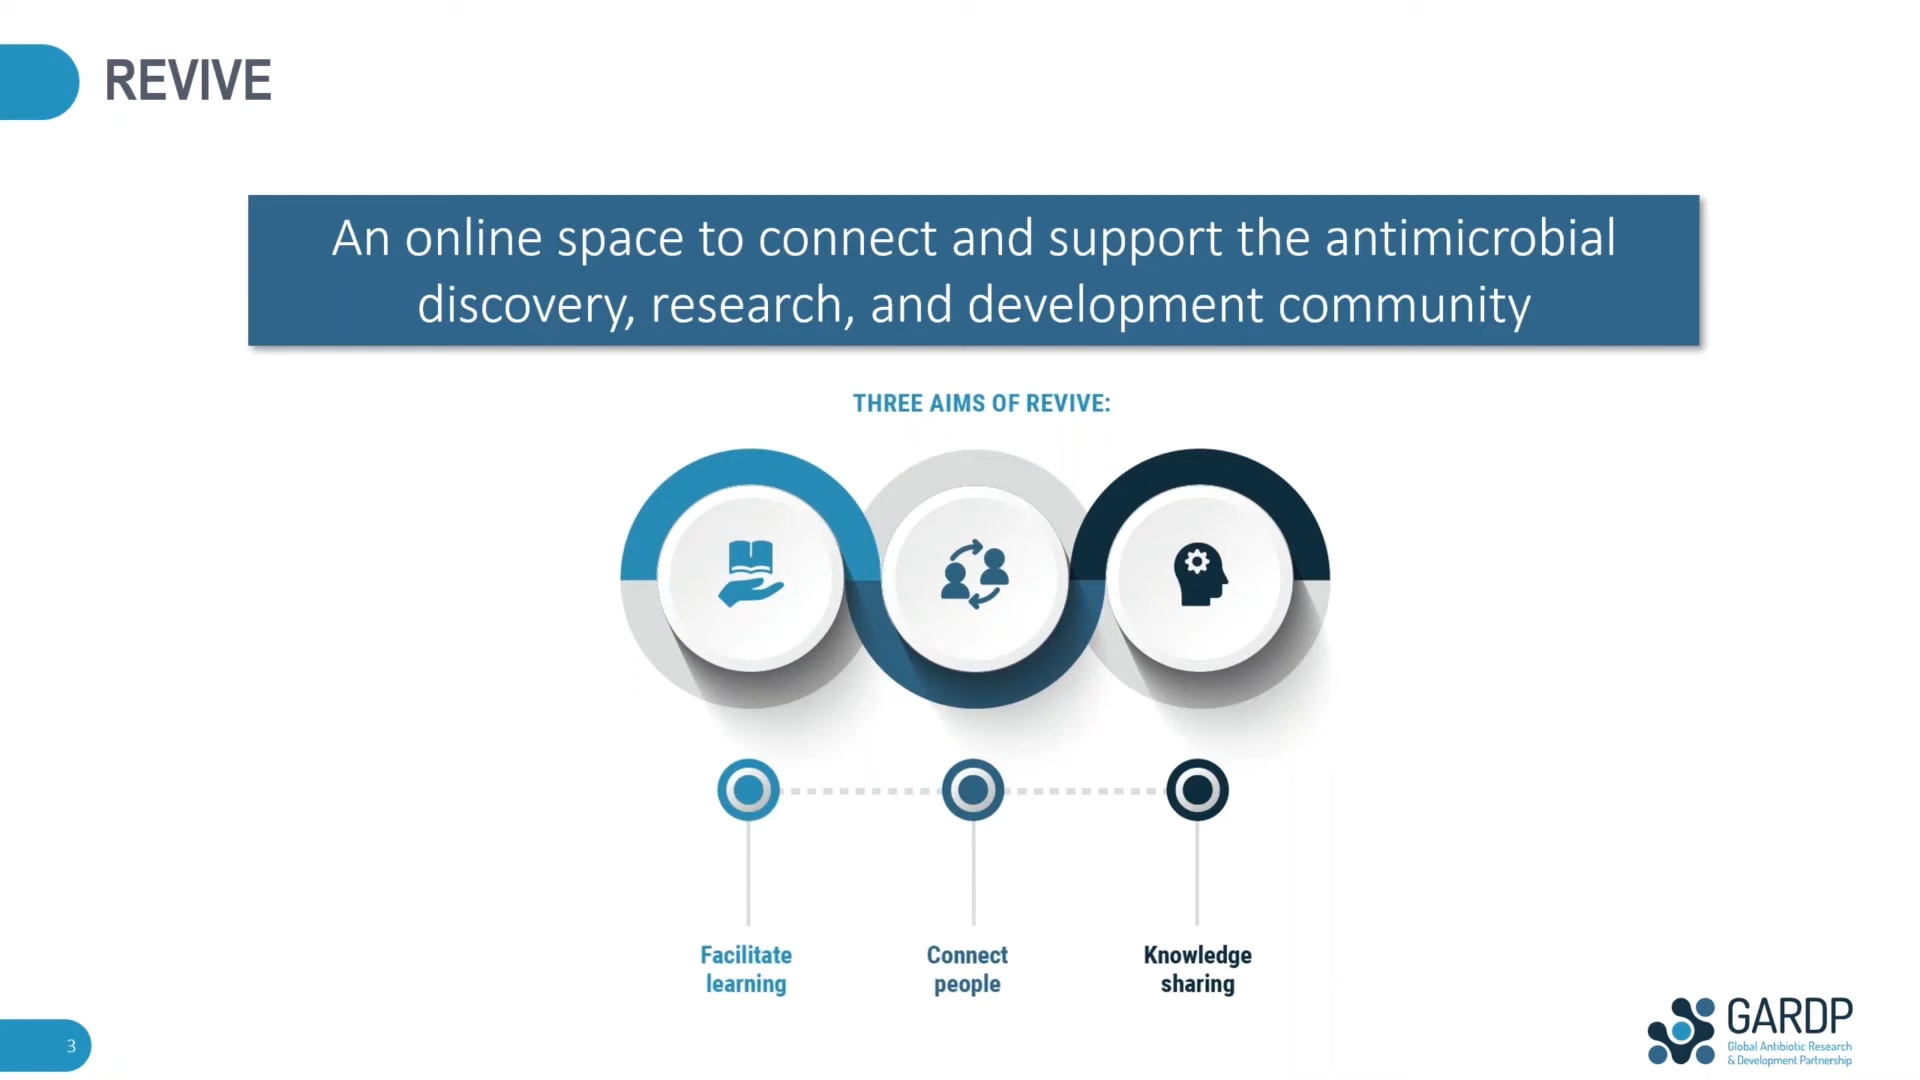 REVIVE
An online space to connect and support the antimicrobial
discovery, research, and development community
THREE AIMS OF REVIVE:
Facilitate
learning
Connect
people
Knowledge
sharing
3
GARDP
Global Antibiotic Research
& Development Partnership